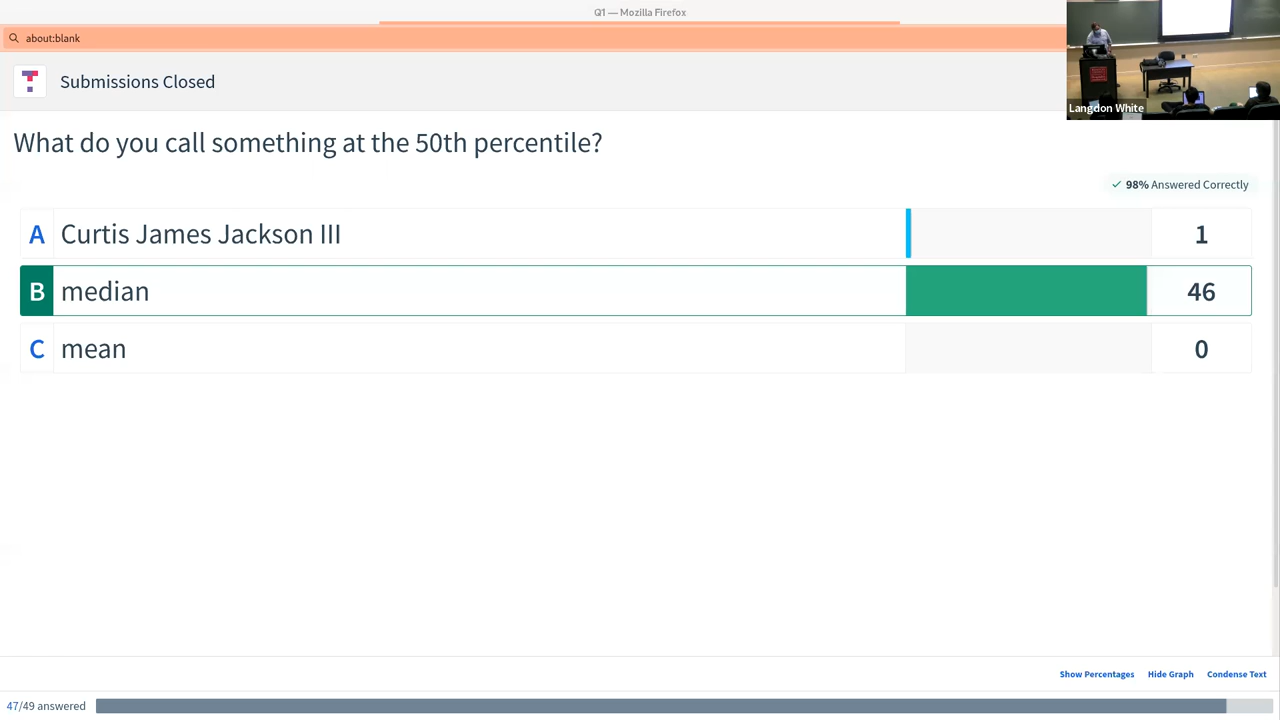 Q1 — Mozilla Firefox
about:blank
Submissions Closed
Langdon White
What do you call something at the 50th percentile?
98% Answered Correctly
A Curtis James Jackson III 1
B median 46
C mean 0
Show Percentages Hide Graph Condense Text
47/49 answered